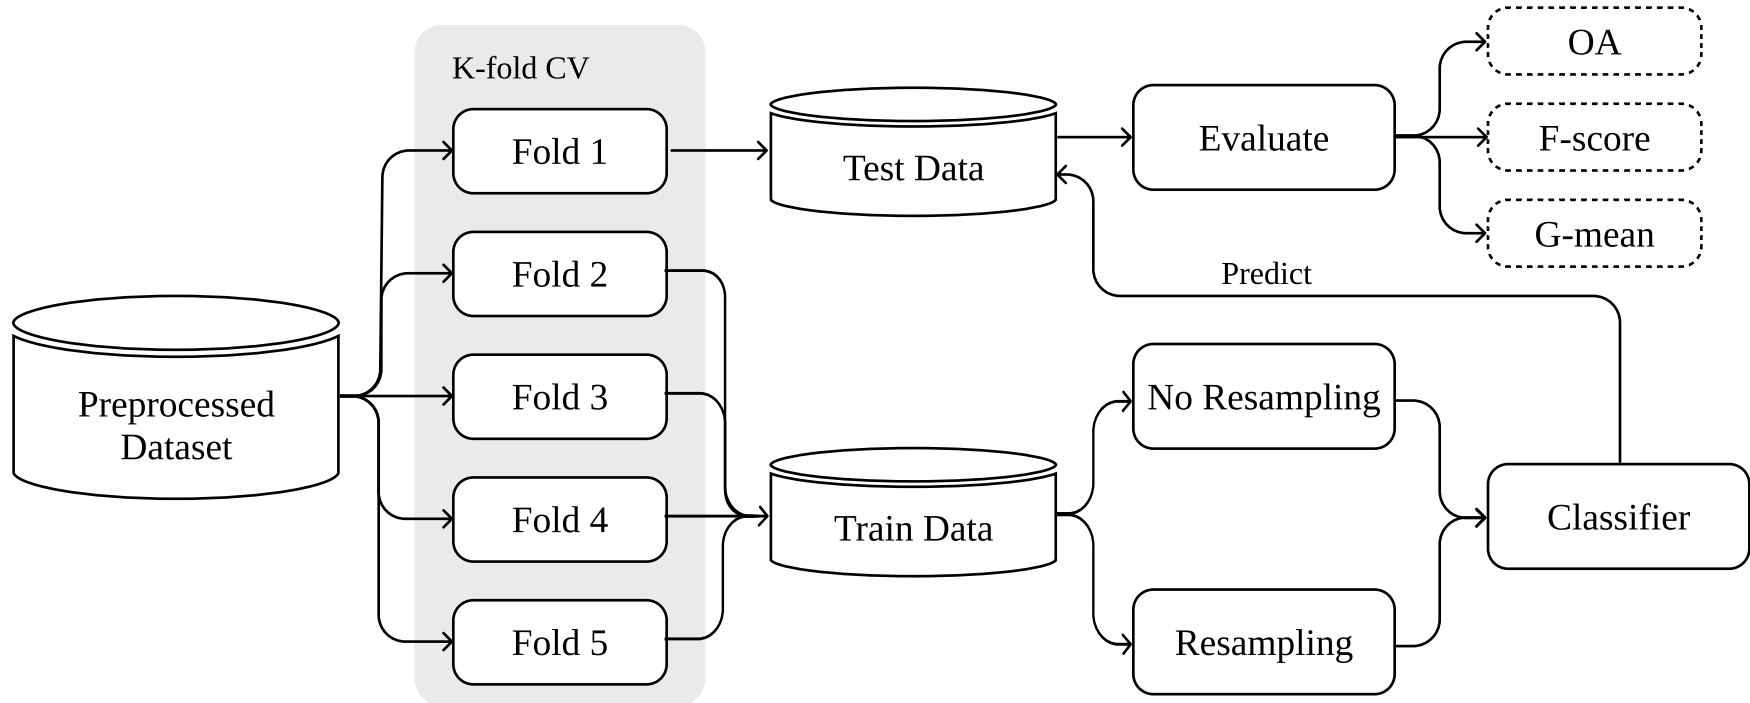 K-fold CV
Preprocessed
Dataset
Fold 1
Fold 2
Fold 3
Fold 4
Fold 5
Test Data
Train Data
Evaluate
OA
F-score
G-mean
Predict
No Resampling
Resampling
Classifier